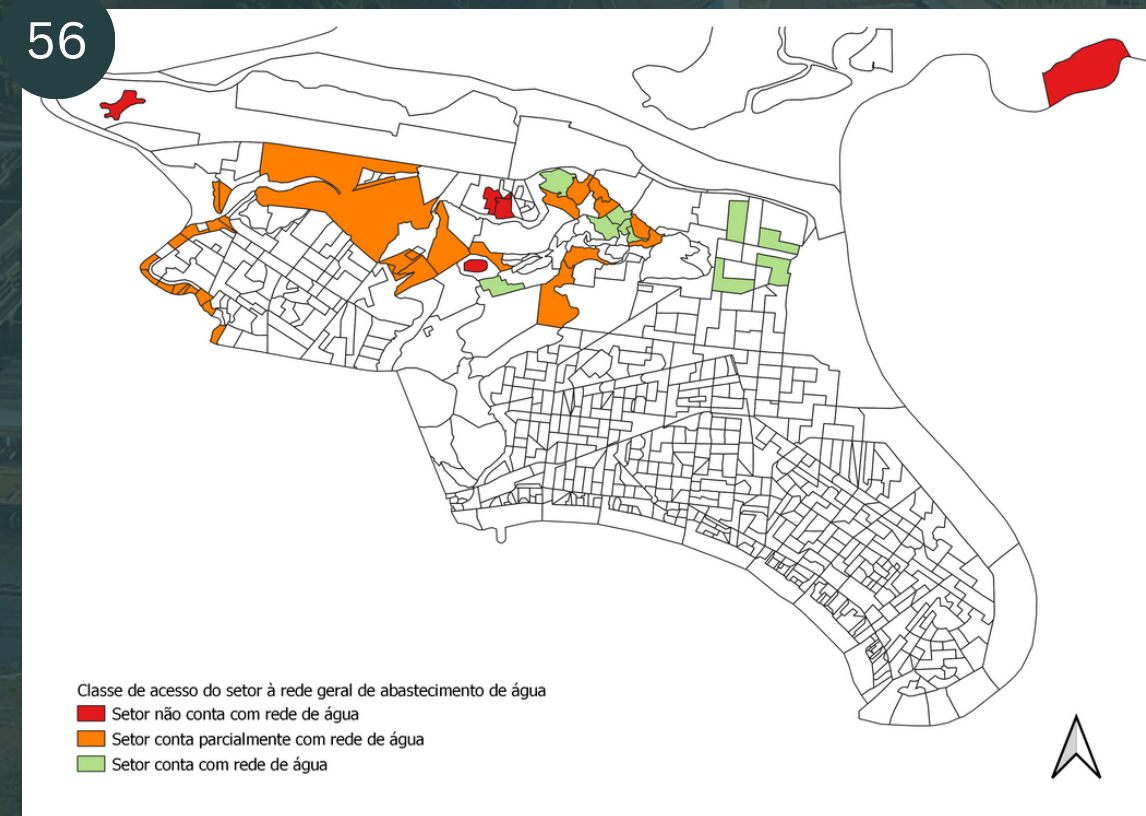 56
Classe de acesso do setor à rede geral de abastecimento de água
Setor não conta com rede de água
Setor conta parcialmente com rede de água
Setor conta com rede de água